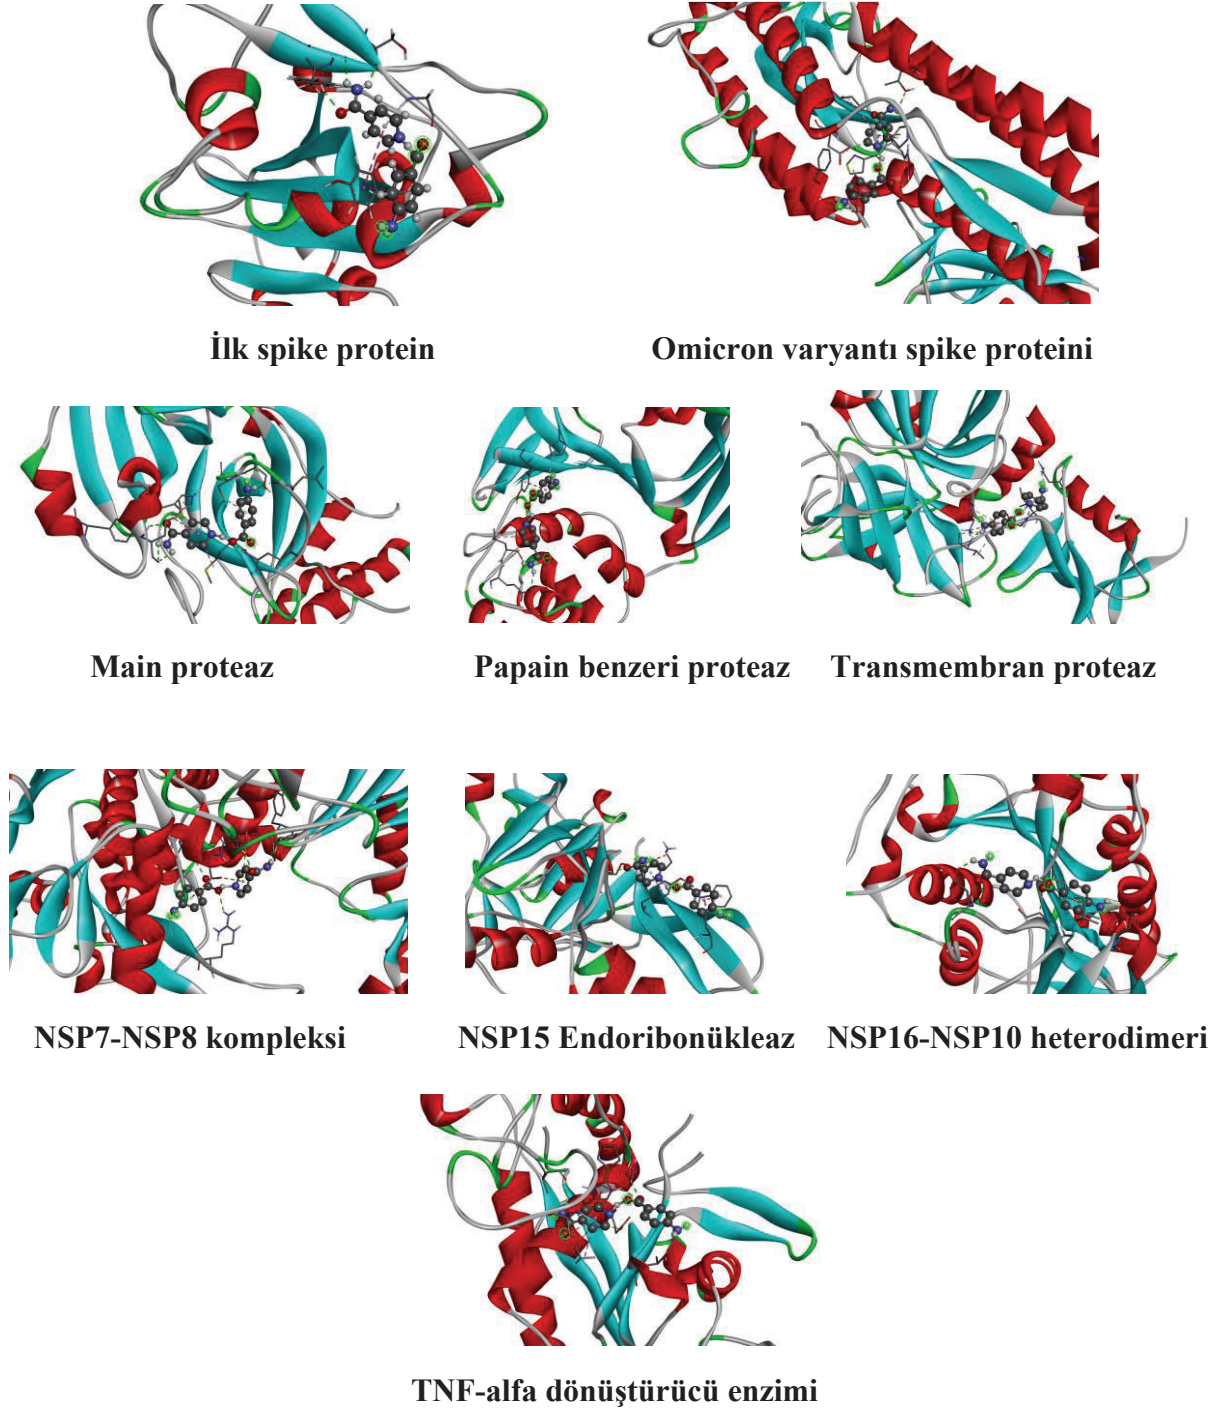 İlk spike protein
Omicron varyantı spike proteini
Main proteaz
Papain benzeri proteaz
Transmembran proteaz
NSP7-NSP8 kompleksi
NSP15 Endoribonükleaz
NSP16-NSP10 heterodimeri
TNF-alfa dönüştürücü enzimi